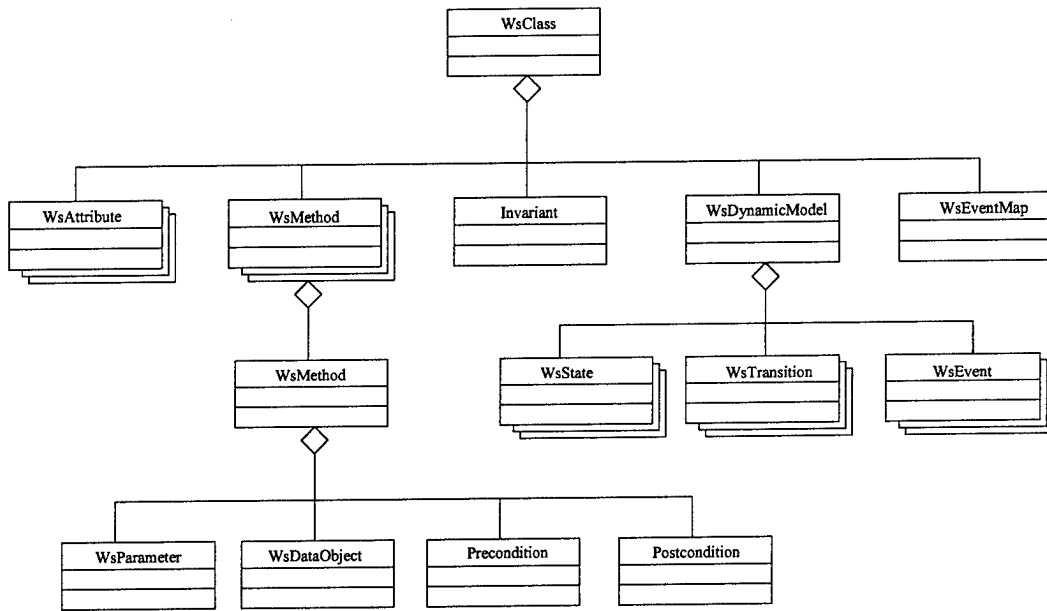 WsClass
WsAttribute
WsMethod
Invariant
WsDynamicModel
WsEventMap
WsMethod
WsState
WsTransition
WsEvent
WsParameter
WsDataObject
Precondition
Postcondition